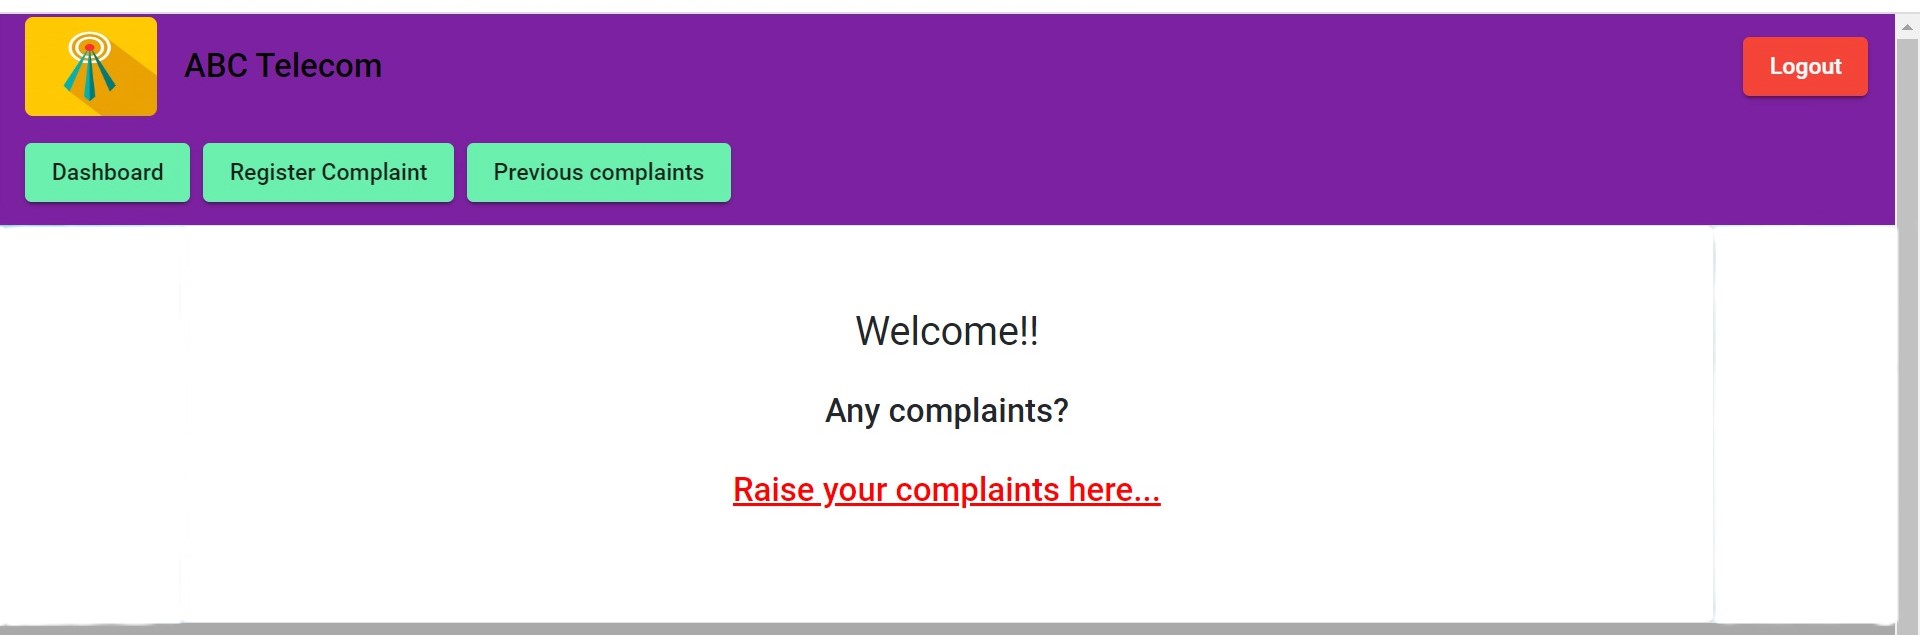 ABC Telecom
Logout
Dashboard Register Complaint Previous complaints
Welcome!!
Any complaints?
Raise your complaints here...